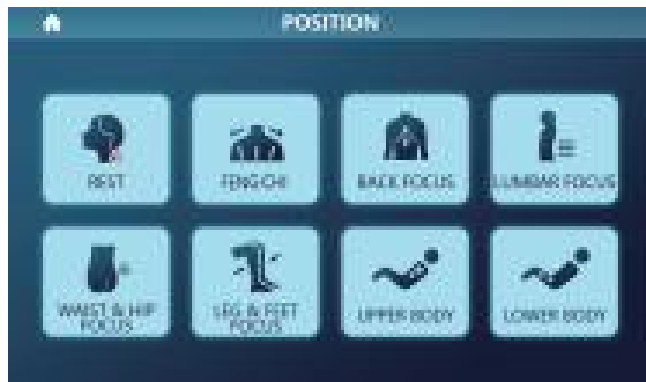 POSITION
REST
FENG CHI
BACK FOCUS
LUMBAR FOCUS
WAIST & HIP
FOCUS
LEG & FEET
FOCUS
UPPER BODY
LOWER BODY